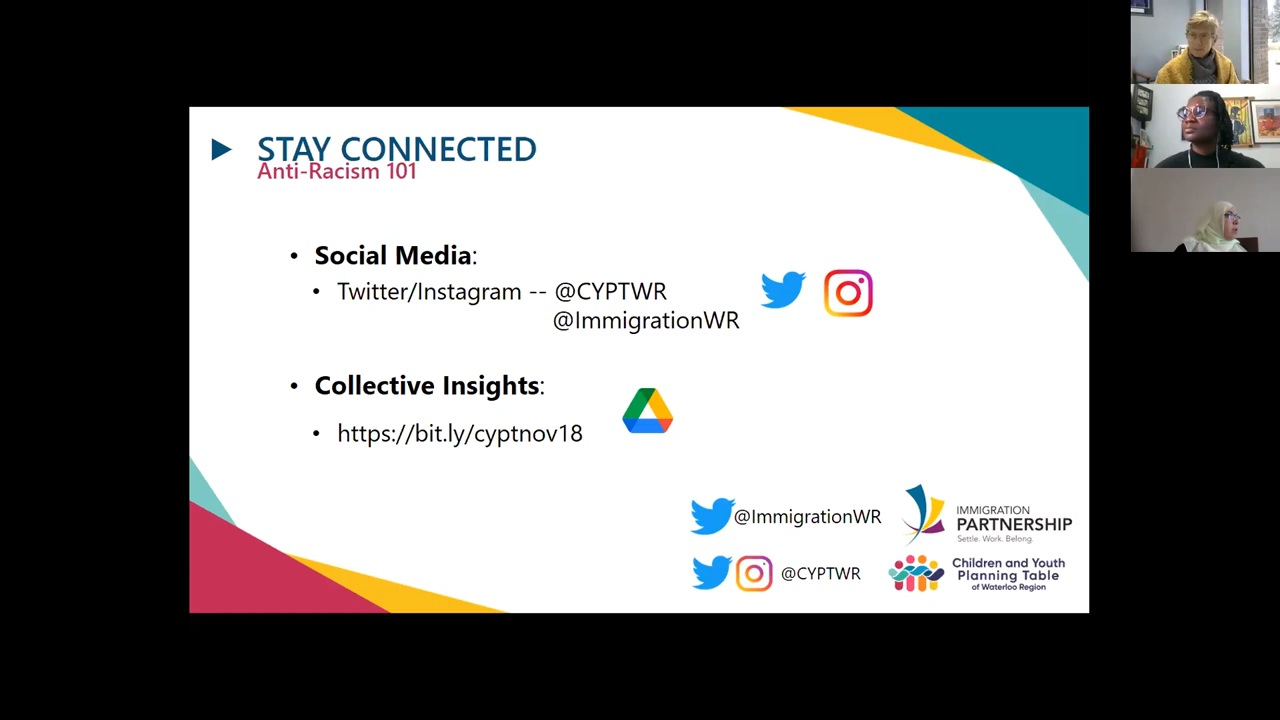 STAY CONNECTED
Anti-Racism 101
• Social Media:
• Twitter/Instagram -- @CYPTWR
@ImmigrationWR
• Collective Insights:
• https://bit.ly/cyptnov18
@ImmigrationWR
IMMIGRATION
PARTNERSHIP
Settle. Work. Belong.
@CYPTWR
Children and Youth
Planning Table
of Waterloo Region